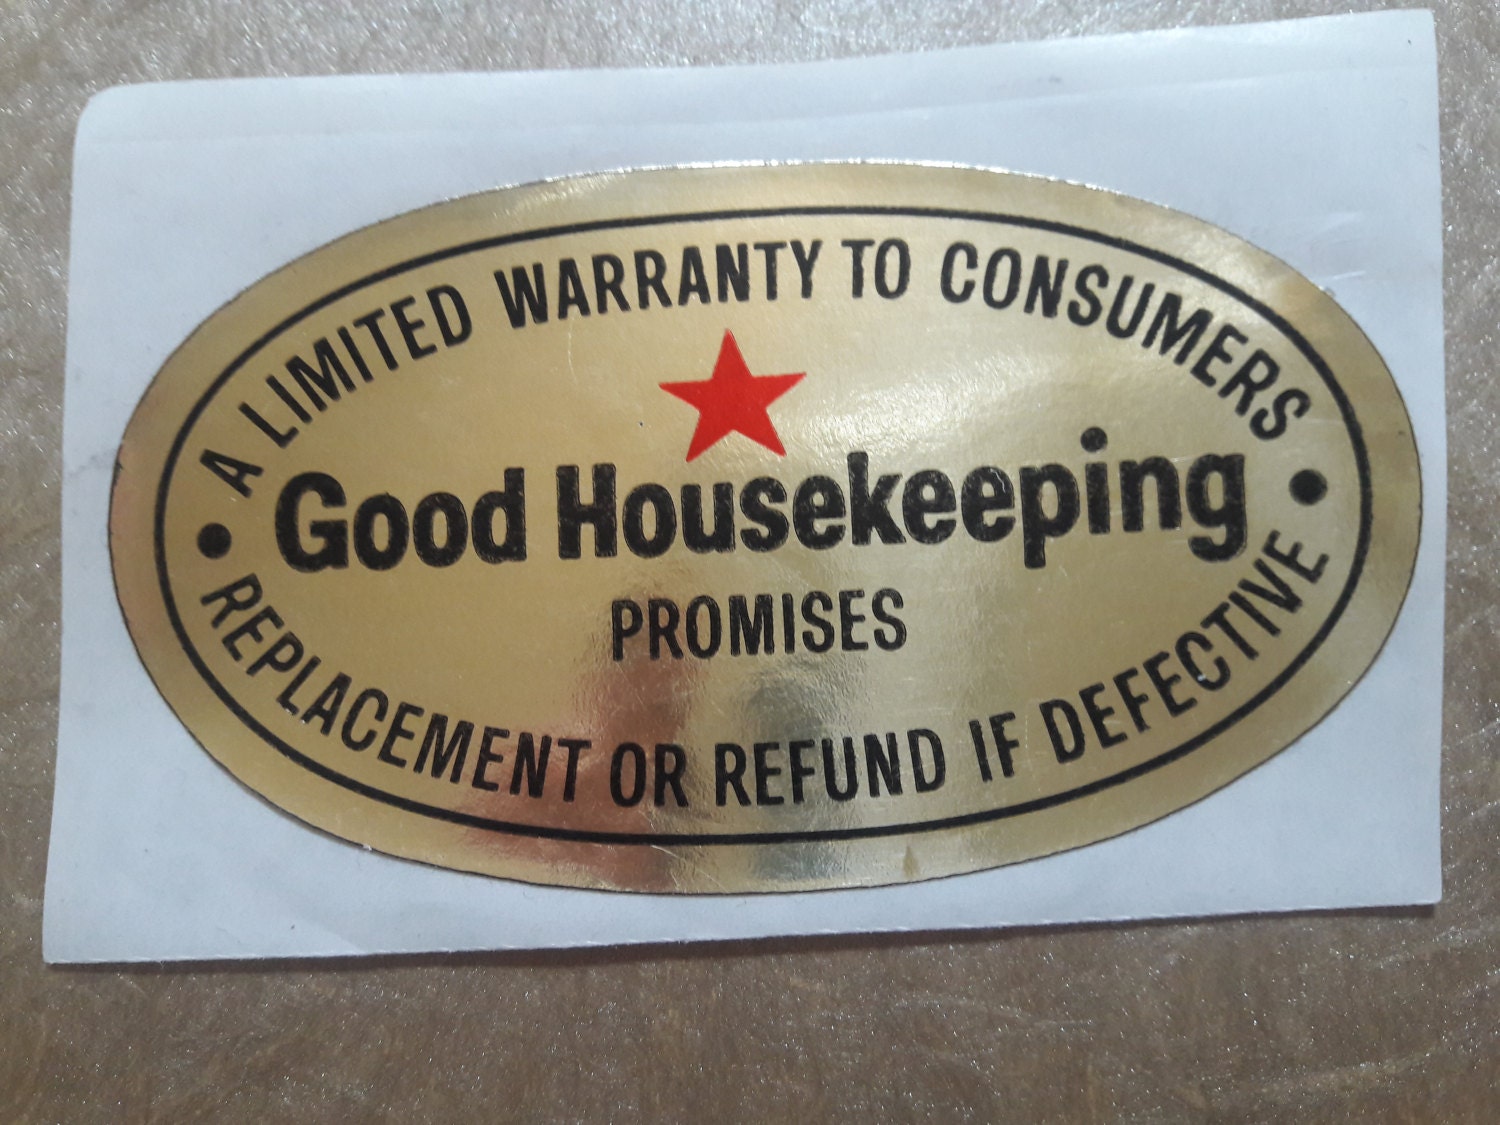 A LIMITED WARRANTY TO CONSUMERS
Good Housekeeping
PROMISES
REPLACEMENT OR REFUND IF DEFECTIVE